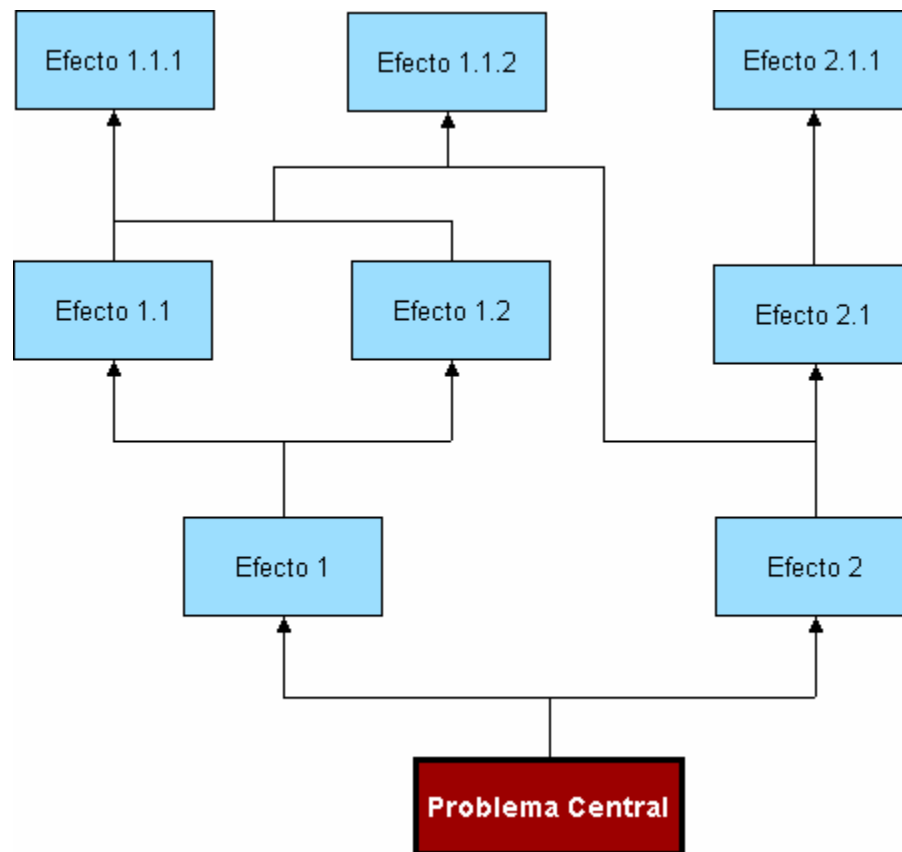 Efecto 1.1.1
Efecto 1.1.2
Efecto 2.1.1
Efecto 1.1
Efecto 1.2
Efecto 2.1
Efecto 1
Efecto 2
Problema Central